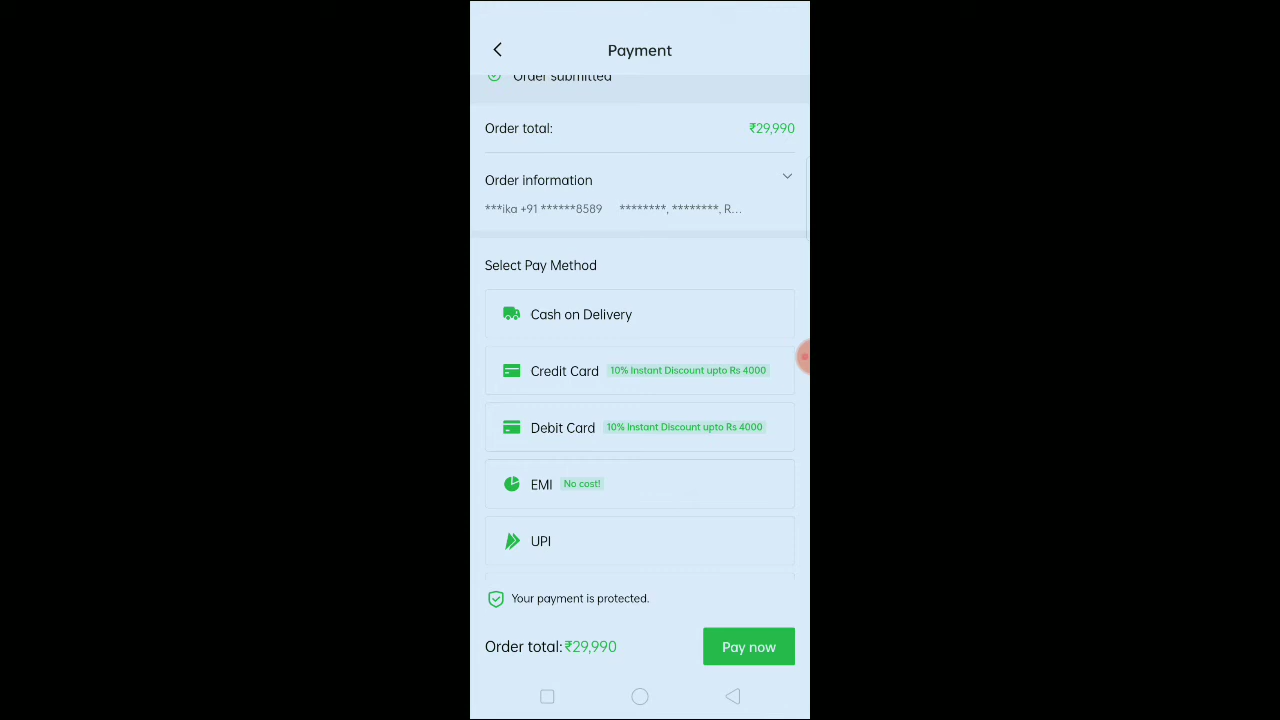 Payment
Order submitted
Order total: ₹29,990
Order information
***ika +91 ******8589 ********, ********, R...
Select Pay Method
Cash on Delivery
Credit Card 10% Instant Discount upto Rs 4000
Debit Card 10% Instant Discount upto Rs 4000
EMI No cost!
UPI
Your payment is protected.
Order total: ₹29,990 Pay now